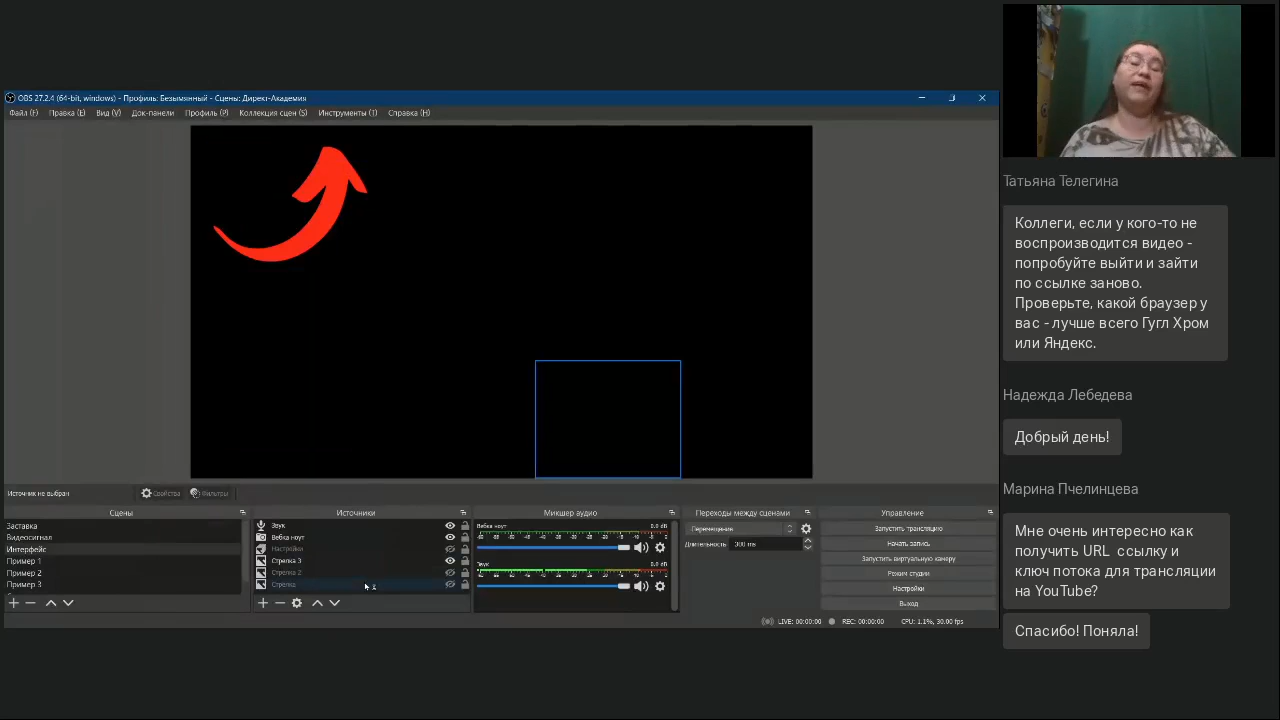 OBS 27.2.4 (64-bit, windows) - Профиль: Безымянный - Сцены: Директ-Академия
Файл (F) Правка (E) Вид (V) Док-панели Профиль (P) Коллекция сцен (S) Инструменты (T) Справка (H)
Источник не выбран Свойства Фильтры
Сцены
Заставка
Видеосигнал
Интерфейс
Пример 1
Пример 2
Пример 3
Источники
Звук
Вебка ноут
Настройки
Стрелка 3
Стрелка 2
Стрелка
Микшер аудио
Вебка ноут 0.0 dB
Звук 0.0 dB
Переходы между сценами
Перемещение
Длительность 300 ms
Управление
Запустить трансляцию
Начать запись
Запустить виртуальную камеру
Режим студии
Настройки
Выход
LIVE: 00:00:00 REC: 00:00:00 CPU: 1.1%, 30.00 fps
Татьяна Телегина
Коллеги, если у кого-то не
воспроизводится видео -
попробуйте выйти и зайти
по ссылке заново.
Проверьте, какой браузер у
вас - лучше всего Гугл Хром
или Яндекс.
Надежда Лебедева
Добрый день!
Марина Пчелинцева
Мне очень интересно как
получить URL ссылку и
ключ потока для трансляции
на YouTube?
Спасибо! Поняла!